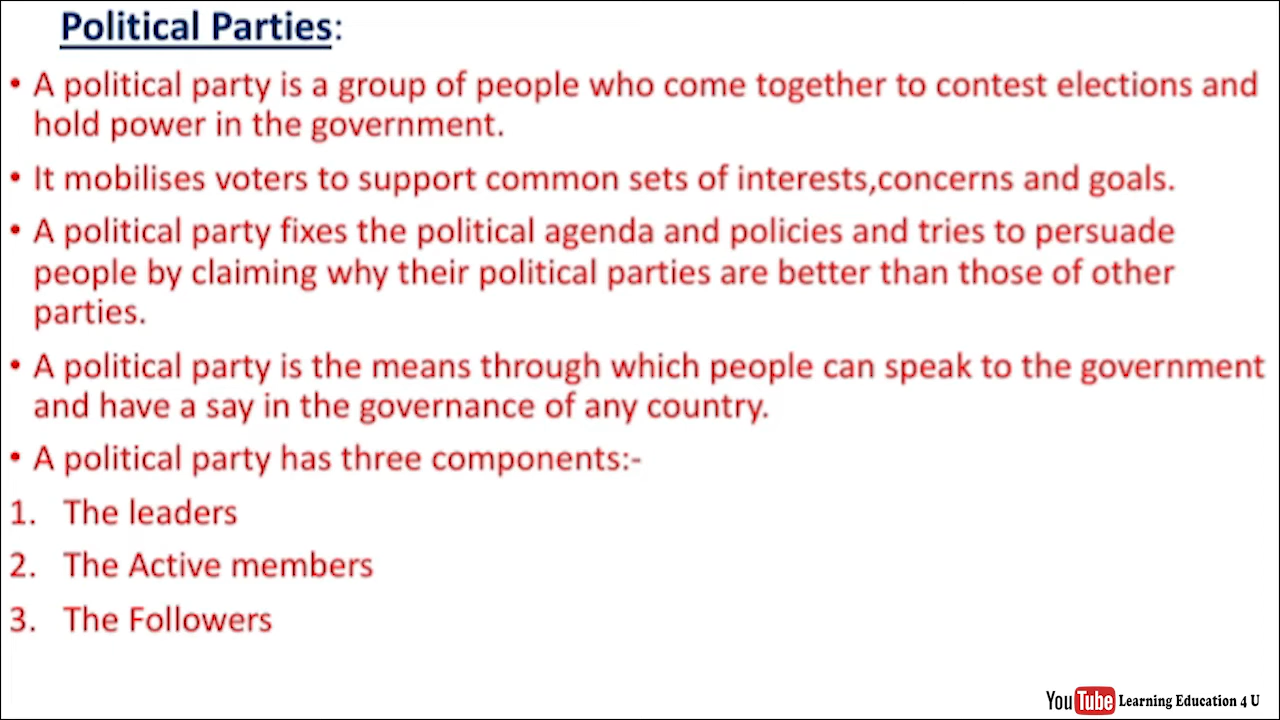 Political Parties:
• A political party is a group of people who come together to contest elections and
hold power in the government.
• It mobilises voters to support common sets of interests,concerns and goals.
• A political party fixes the political agenda and policies and tries to persuade
people by claiming why their political parties are better than those of other
parties.
• A political party is the means through which people can speak to the government
and have a say in the governance of any country.
• A political party has three components:-
1. The leaders
2. The Active members
3. The Followers
YouTube Learning Education 4 U